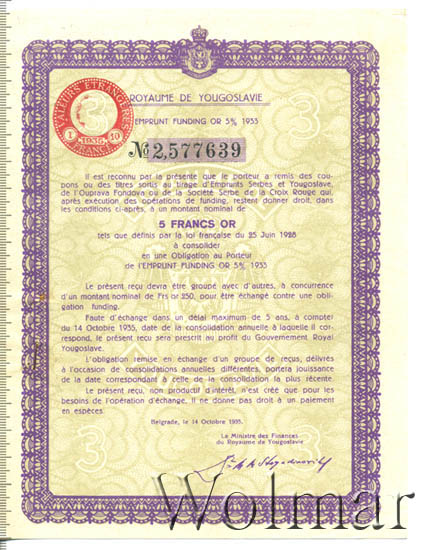 ROYAUME DE YOUGOSLAVIE
EMPRUNT FUNDING OR 5% 1933
VALEURS ETRANGERES
3
1 1935 10
FRANCE
№ 2,577639
Il est reconnu par la présente que le porteur a remis des cou-
pons ou des titres sortis au tirage d'Emprunts Serbes et Yougoslave,
de l'Ouprava Fondova ou de la Société Serbe de la Croix Rouge qui,
après exécution des opérations de funding, restent donner droit, dans
les conditions ci-après, à un montant nominal de
5 FRANCS OR
tels que définis par la loi française du 25 Juin 1928
à consolider
en une Obligation au Porteur
de l'EMPRUNT FUNDING OR 5% 1933
Le présent reçu devra être groupé avec d'autres, à concurrence
d'un montant nominal de Frs or 250, pour être échangé contre une obli-
gation funding.
Faute d'échange dans un délai maximum de 5 ans, à compter
du 14 Octobre 1935, date de la consolidation annuelle à laquelle il cor-
respond, le présent reçu sera prescrit au profit du Gouvernement Royal
Yougoslave.
L'obligation remise en échange d'un groupe de reçus, délivrés
à l'occasion de consolidations annuelles différentes, portera jouissance
de la date correspondant à celle de la consolidation la plus récente.
Le présent reçu, non productif d'intérêt, n'est créé que pour les
besoins de l'opération d'échange. Il ne donne pas droit à un paiement
en espèces.
Belgrade, le 14 Octobre 1935.
Le Ministre des Finances
du Royaume de Yougoslavie
3
3
3
3
Wolmar